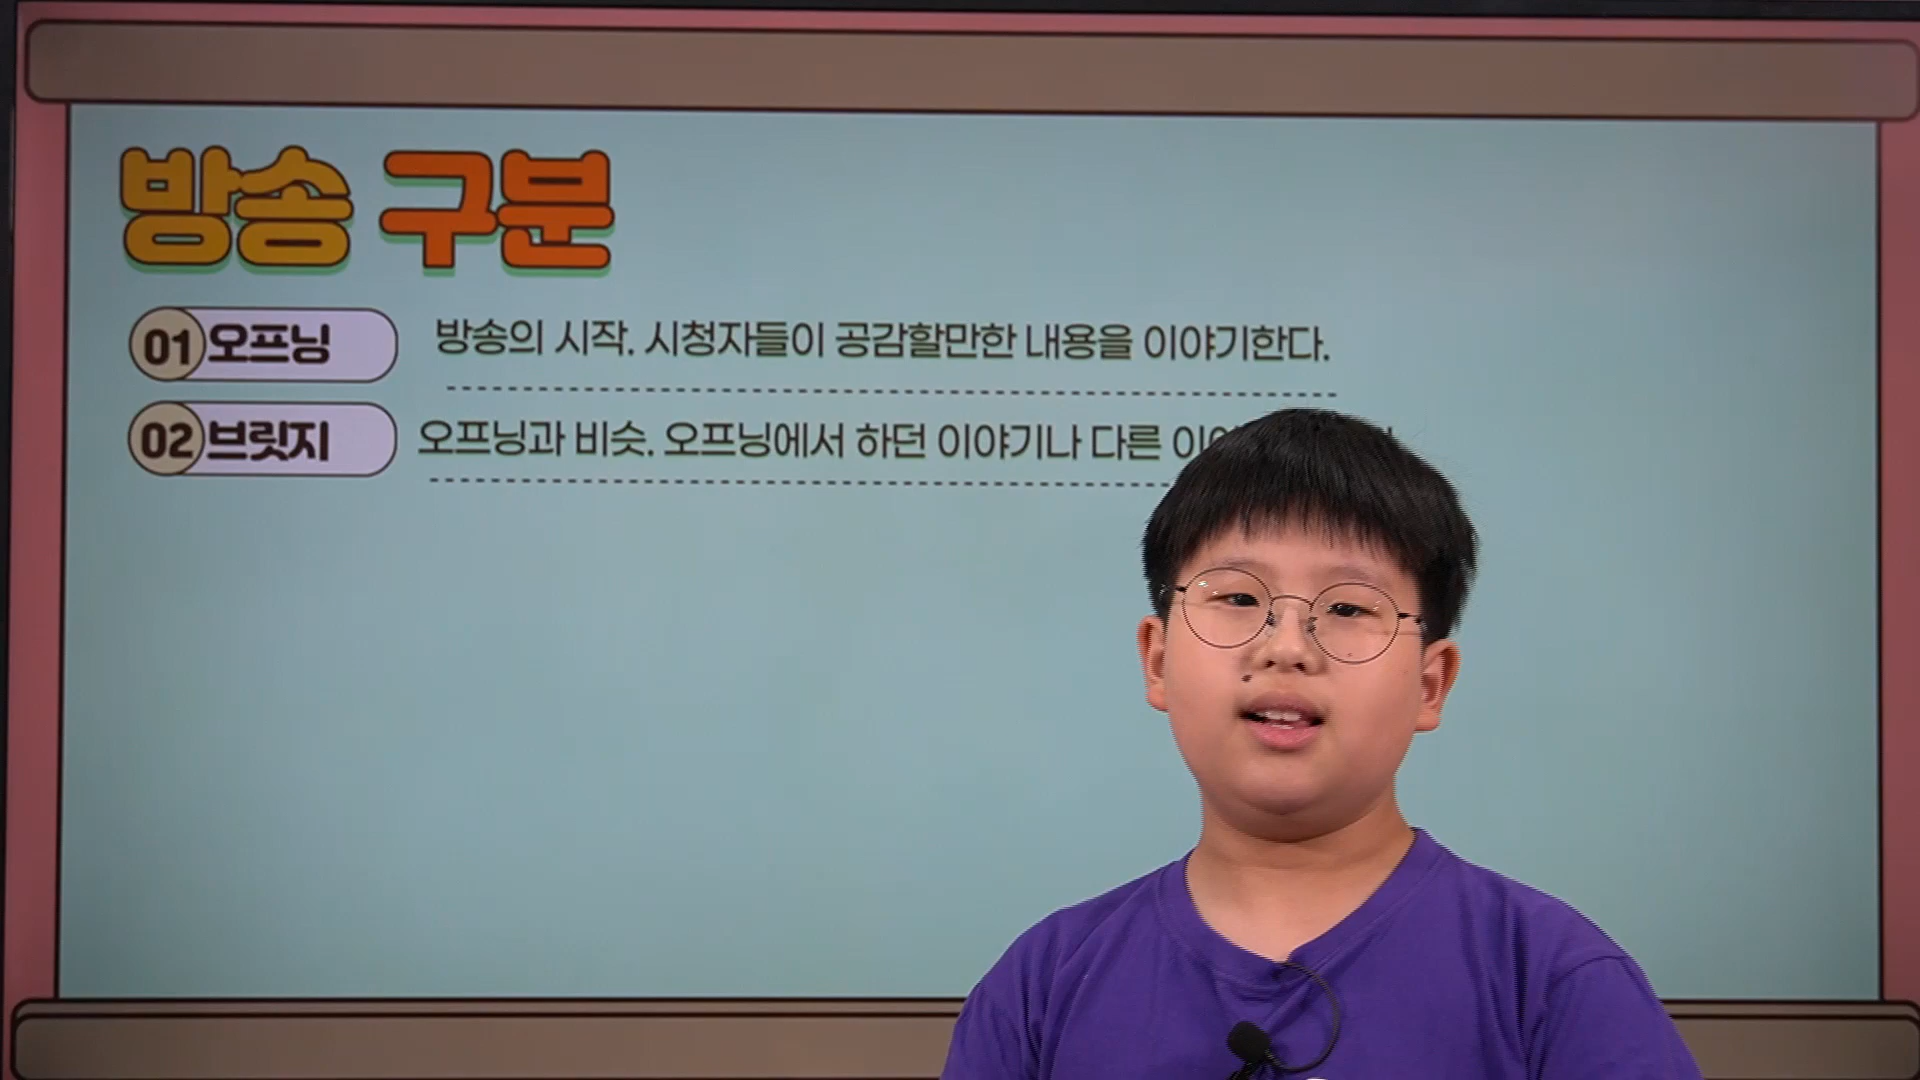 방송 구분
01 오프닝 방송의 시작. 시청자들이 공감할만한 내용을 이야기한다.
02 브릿지 오프닝과 비슷. 오프닝에서 하던 이야기나 다른